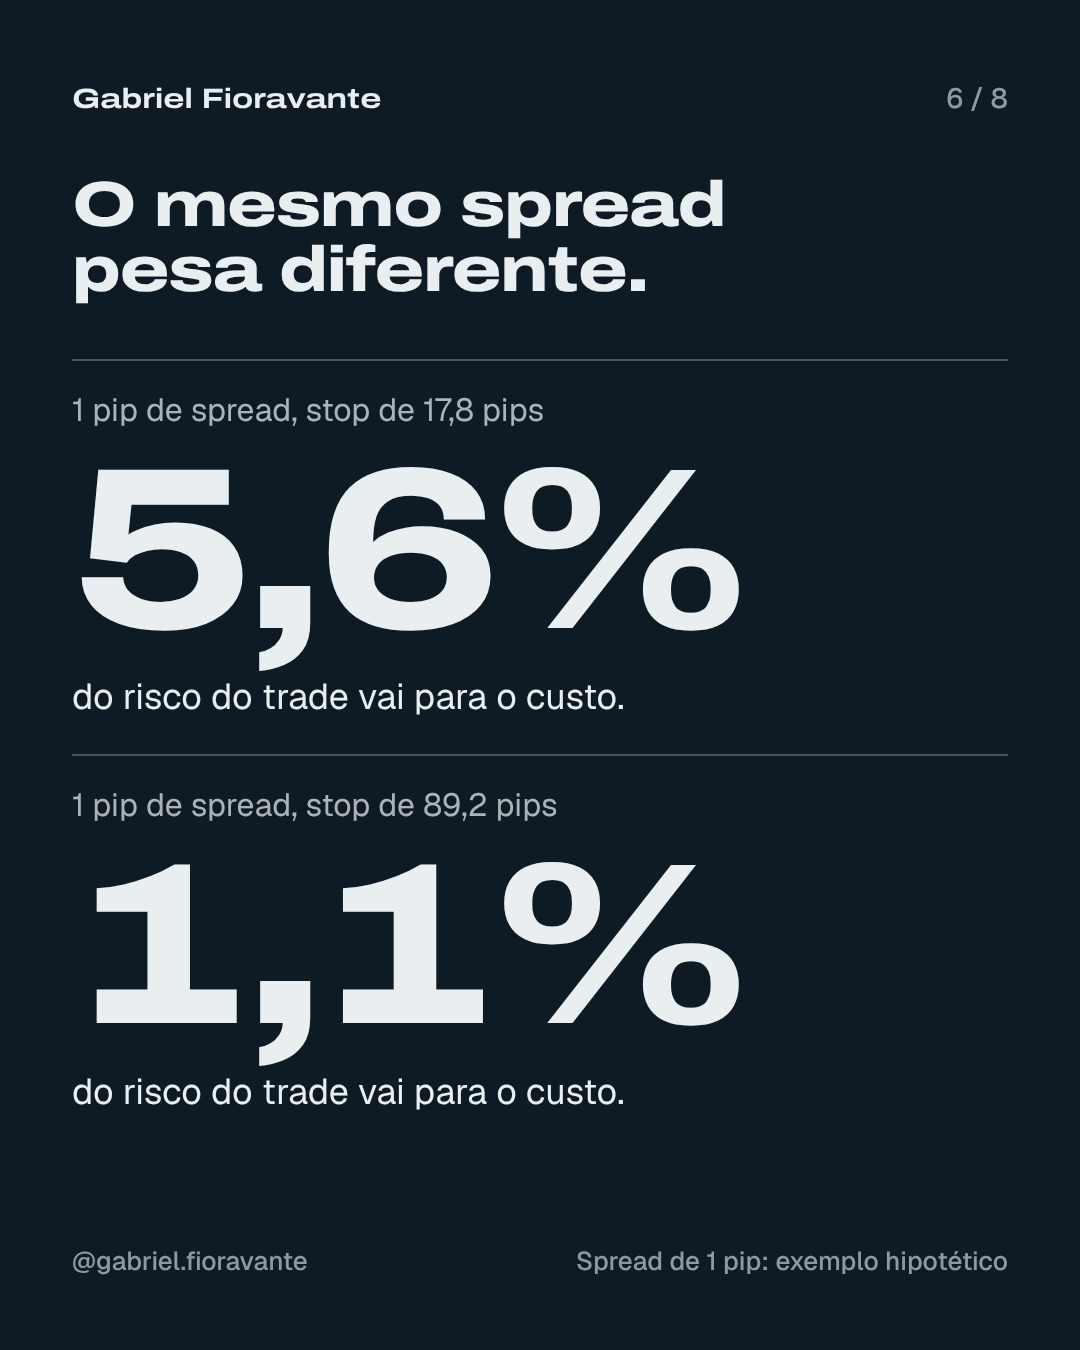 Gabriel Fioravante
6 / 8
O mesmo spread
pesa diferente.
1 pip de spread, stop de 17,8 pips
5,6%
do risco do trade vai para o custo.
1 pip de spread, stop de 89,2 pips
1,1%
do risco do trade vai para o custo.
@gabriel.fioravante
Spread de 1 pip: exemplo hipotético